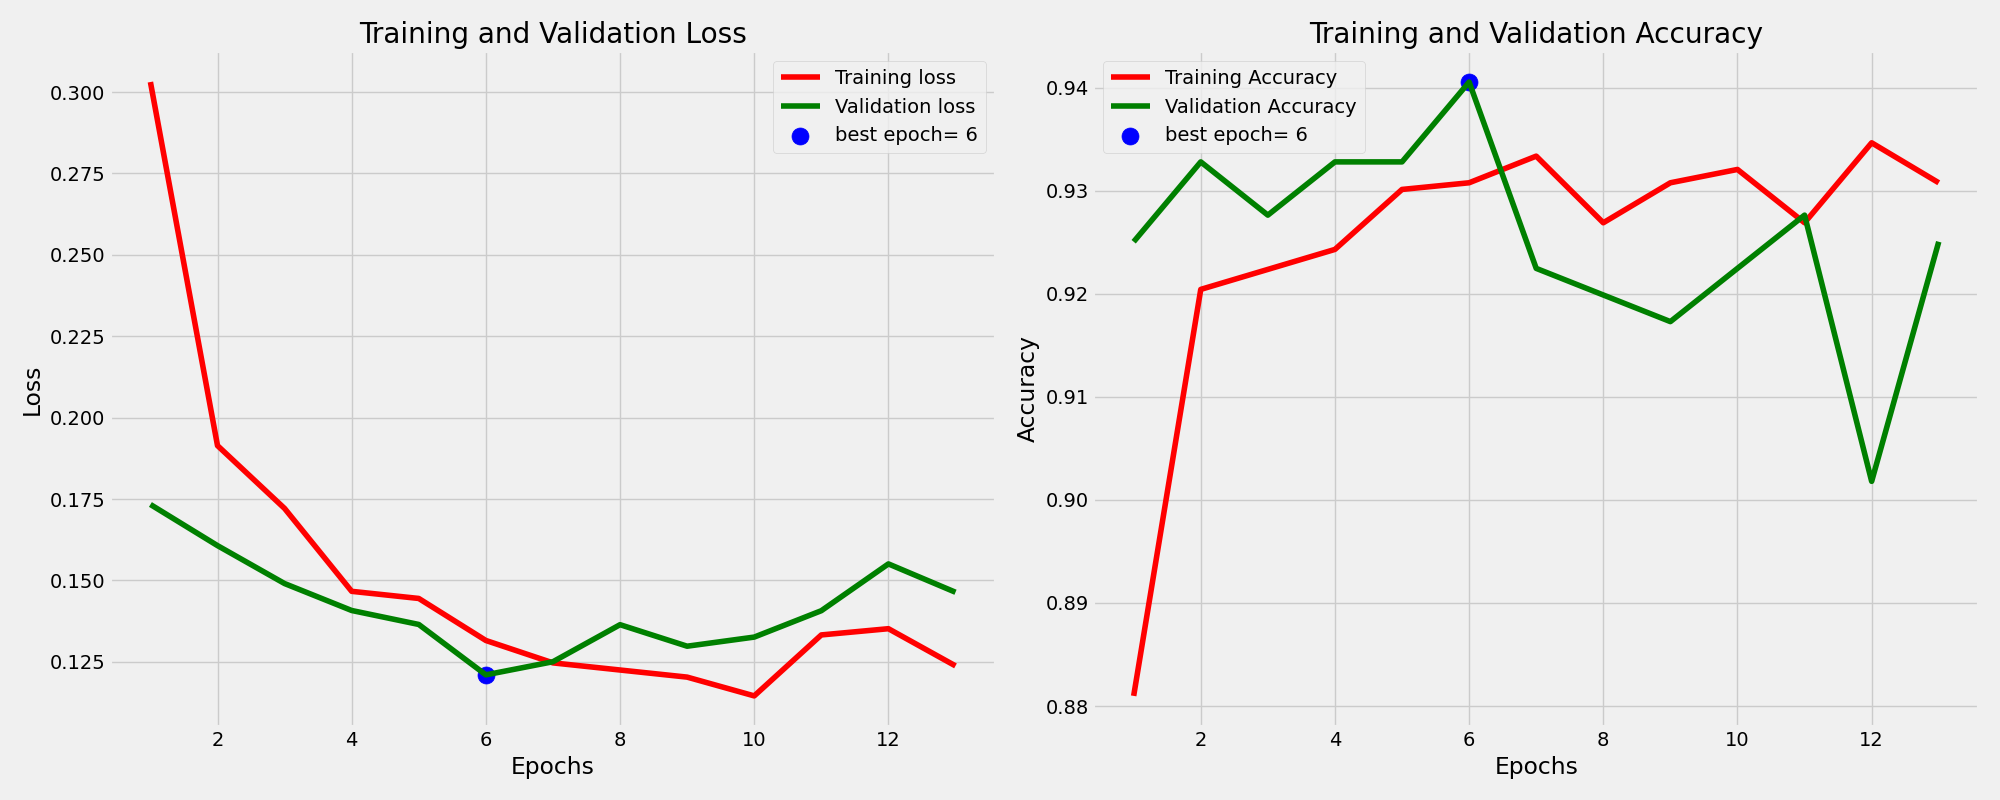 Training and Validation Loss
Training loss
Validation loss
best epoch= 6
0.300
0.275
0.250
0.225
0.200
0.175
0.150
0.125
Loss
2 4 6 8 10 12
Epochs
Training and Validation Accuracy
Training Accuracy
Validation Accuracy
best epoch= 6
0.94
0.93
0.92
0.91
0.90
0.89
0.88
Accuracy
2 4 6 8 10 12
Epochs